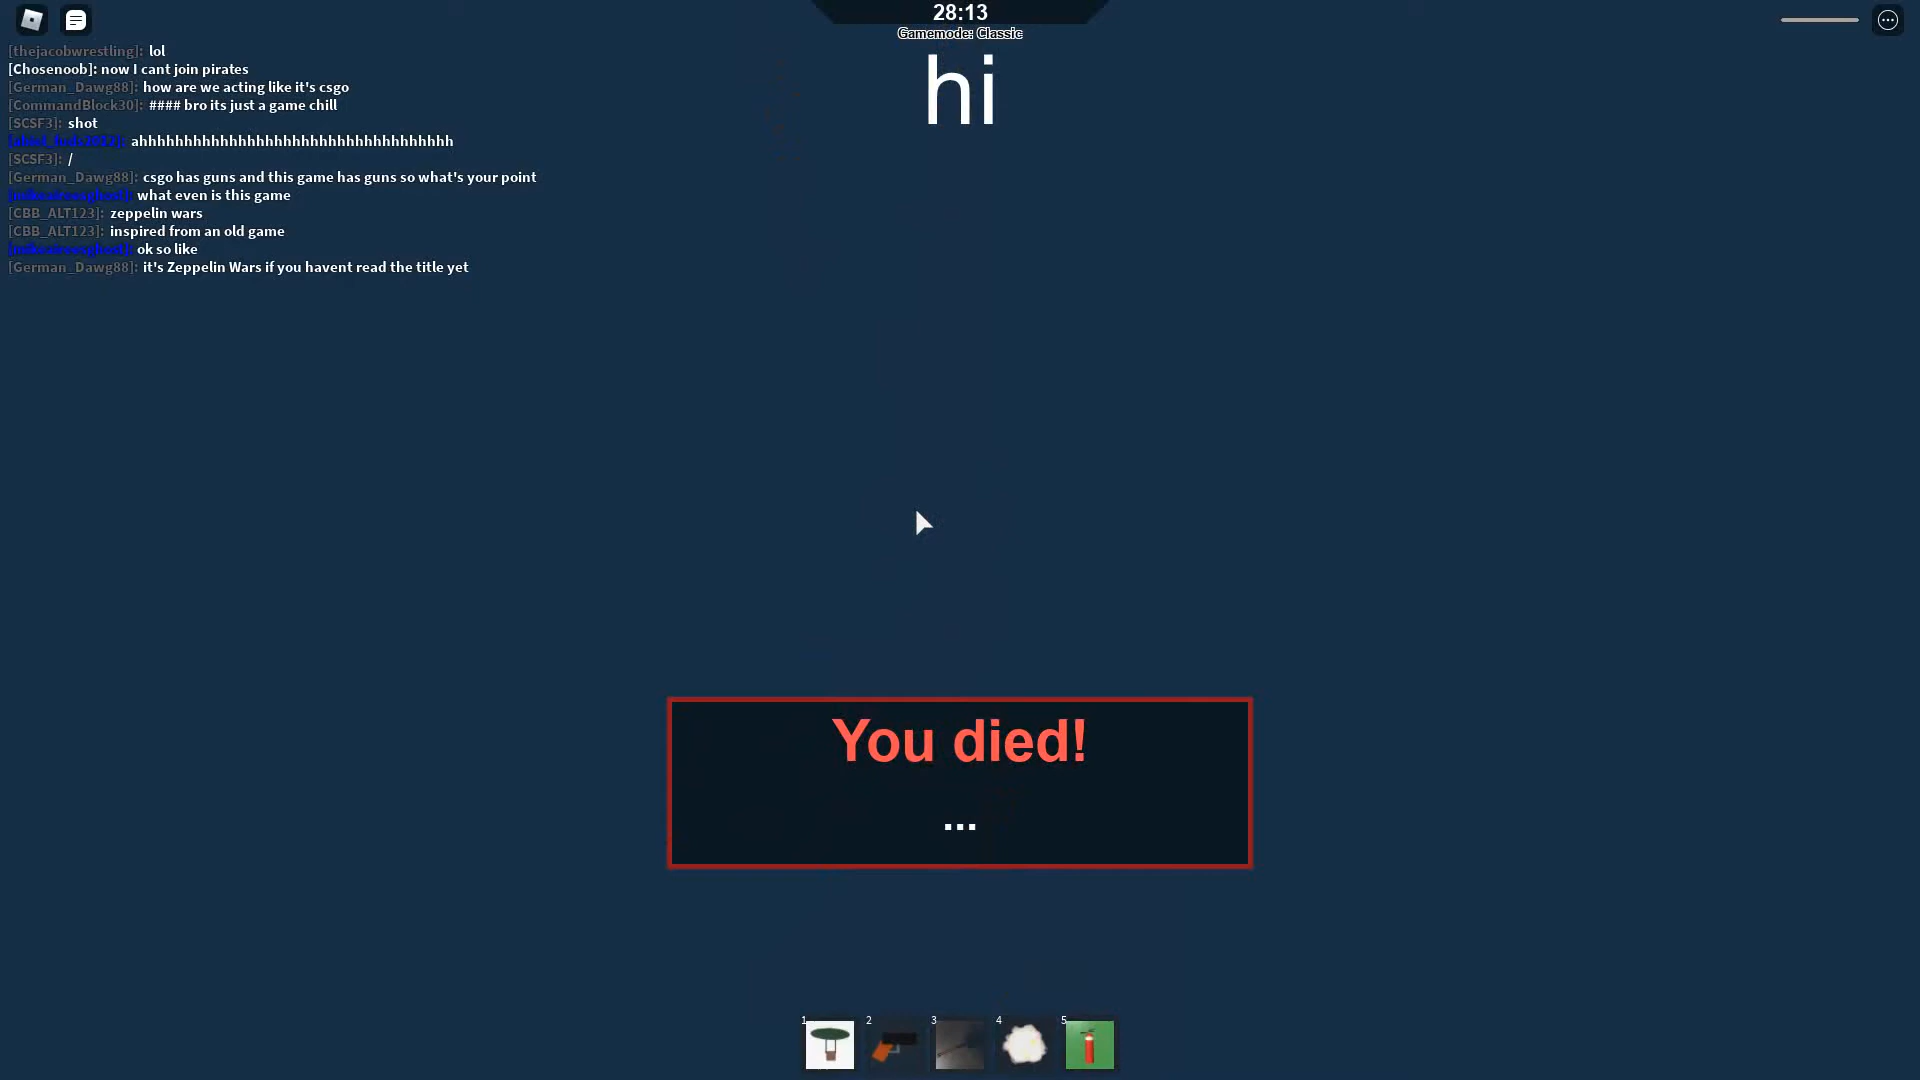 28:13
Gamemode: Classic
hi
[thejacobwrestling]: lol
[Chosenoob]: now I cant join pirates
[German_Dawg88]: how are we acting like it's csgo
[CommandBlock30]: #### bro its just a game chill
[SCSF3]: shot
ahhhhhhhhhhhhhhhhhhhhhhhhhhhhhhhhhhh
[SCSF3]: /
[German_Dawg88]: csgo has guns and this game has guns so what's your point
what even is this game
[CBB_ALT123]: zeppelin wars
[CBB_ALT123]: inspired from an old game
ok so like
[German_Dawg88]: it's Zeppelin Wars if you havent read the title yet
You died!
...
1 2 3 4 5